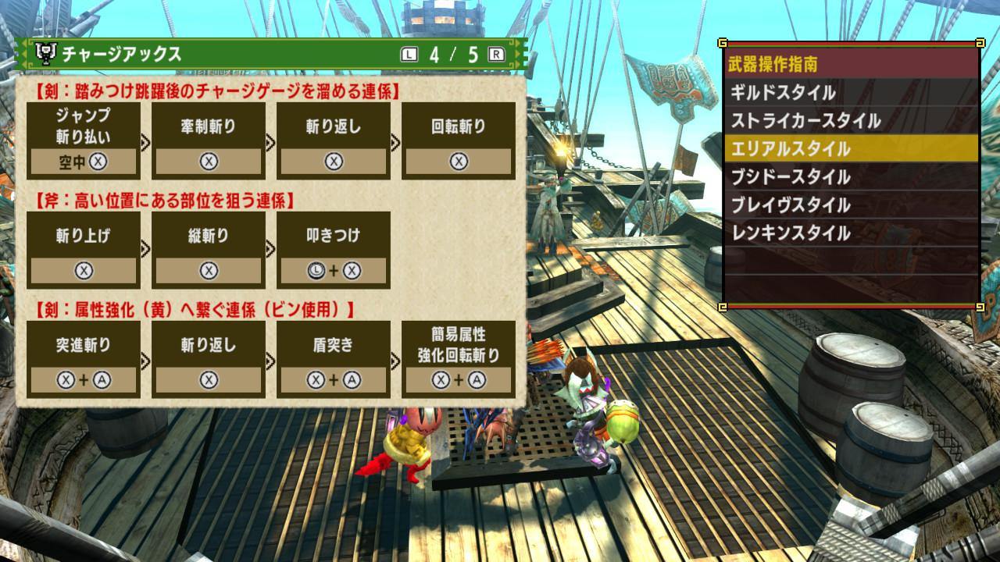 チャージアックス
L 4 / 5 R
【剣：踏みつけ跳躍後のチャージゲージを溜める連係】
ジャンプ
斬り払い
空中 X
牽制斬り
X
斬り返し
X
回転斬り
X
【斧：高い位置にある部位を狙う連係】
斬り上げ
X
縦斬り
X
叩きつけ
L + X
【剣：属性強化（黄）へ繋ぐ連係（ビン使用）】
突進斬り
X + A
斬り返し
X
盾突き
X + A
簡易属性
強化回転斬り
X + A
武器操作指南
ギルドスタイル
ストライカースタイル
エリアルスタイル
ブシドースタイル
ブレイヴスタイル
レンキンスタイル